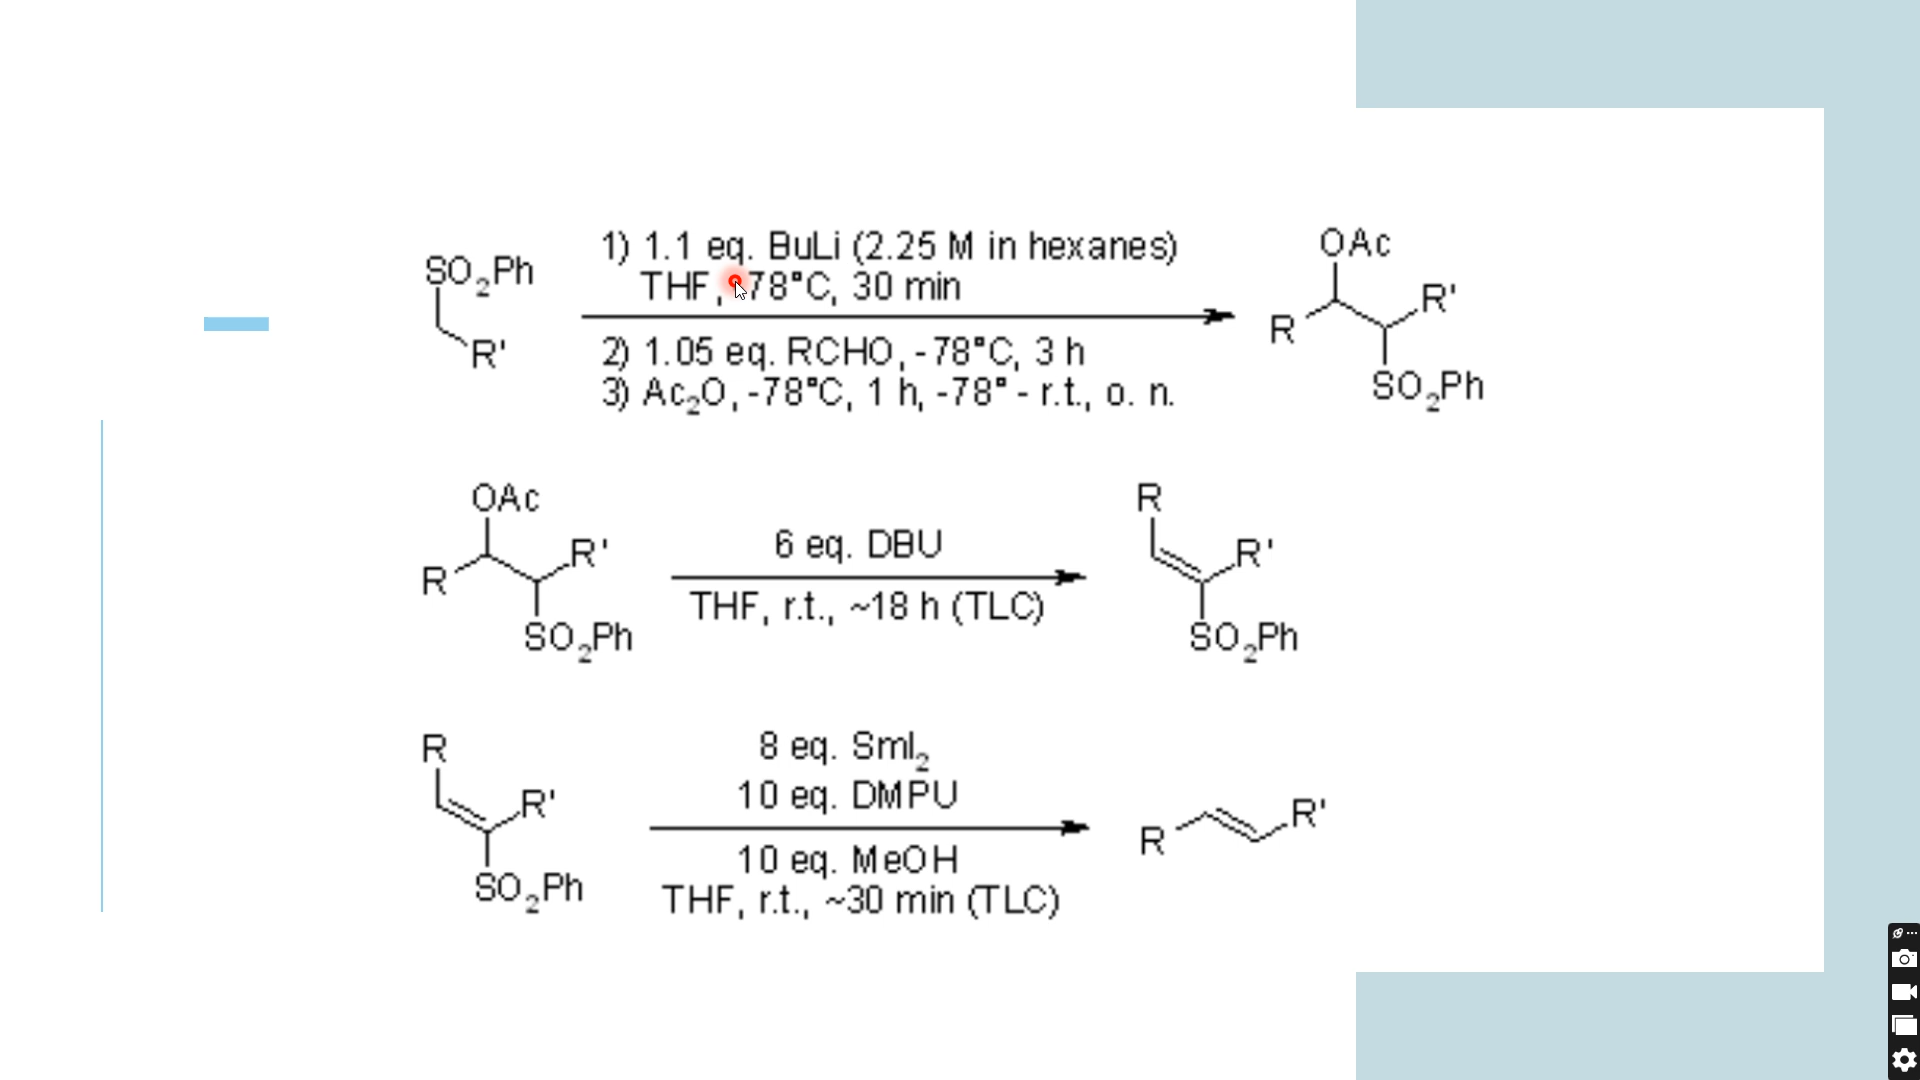 SO2Ph
R'
1) 1.1 eq. BuLi (2.25 M in hexanes)
THF, -78°C, 30 min
2) 1.05 eq. RCHO, -78°C, 3 h
3) Ac2O, -78°C, 1 h, -78° - r.t., o. n.
OAc
R'
R
SO2Ph
OAc
R'
R
SO2Ph
6 eq. DBU
THF, r.t., ~18 h (TLC)
R
R'
SO2Ph
R
R'
SO2Ph
8 eq. SmI2
10 eq. DMPU
10 eq. MeOH
THF, r.t., ~30 min (TLC)
R'
R